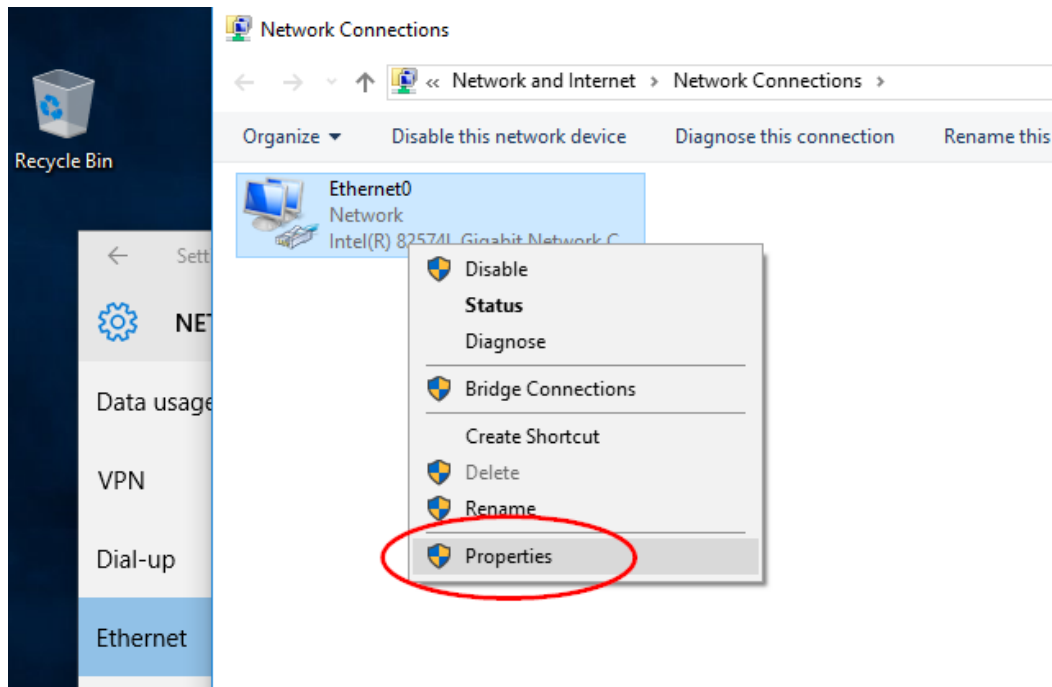 Network Connections
« Network and Internet > Network Connections >
Organize Disable this network device Diagnose this connection Rename this
Recycle Bin
Ethernet0
Network
Intel(R) 82574L Gigabit Network C
Sett
NET
Data usage
VPN
Dial-up
Ethernet
Disable
Status
Diagnose
Bridge Connections
Create Shortcut
Delete
Rename
Properties